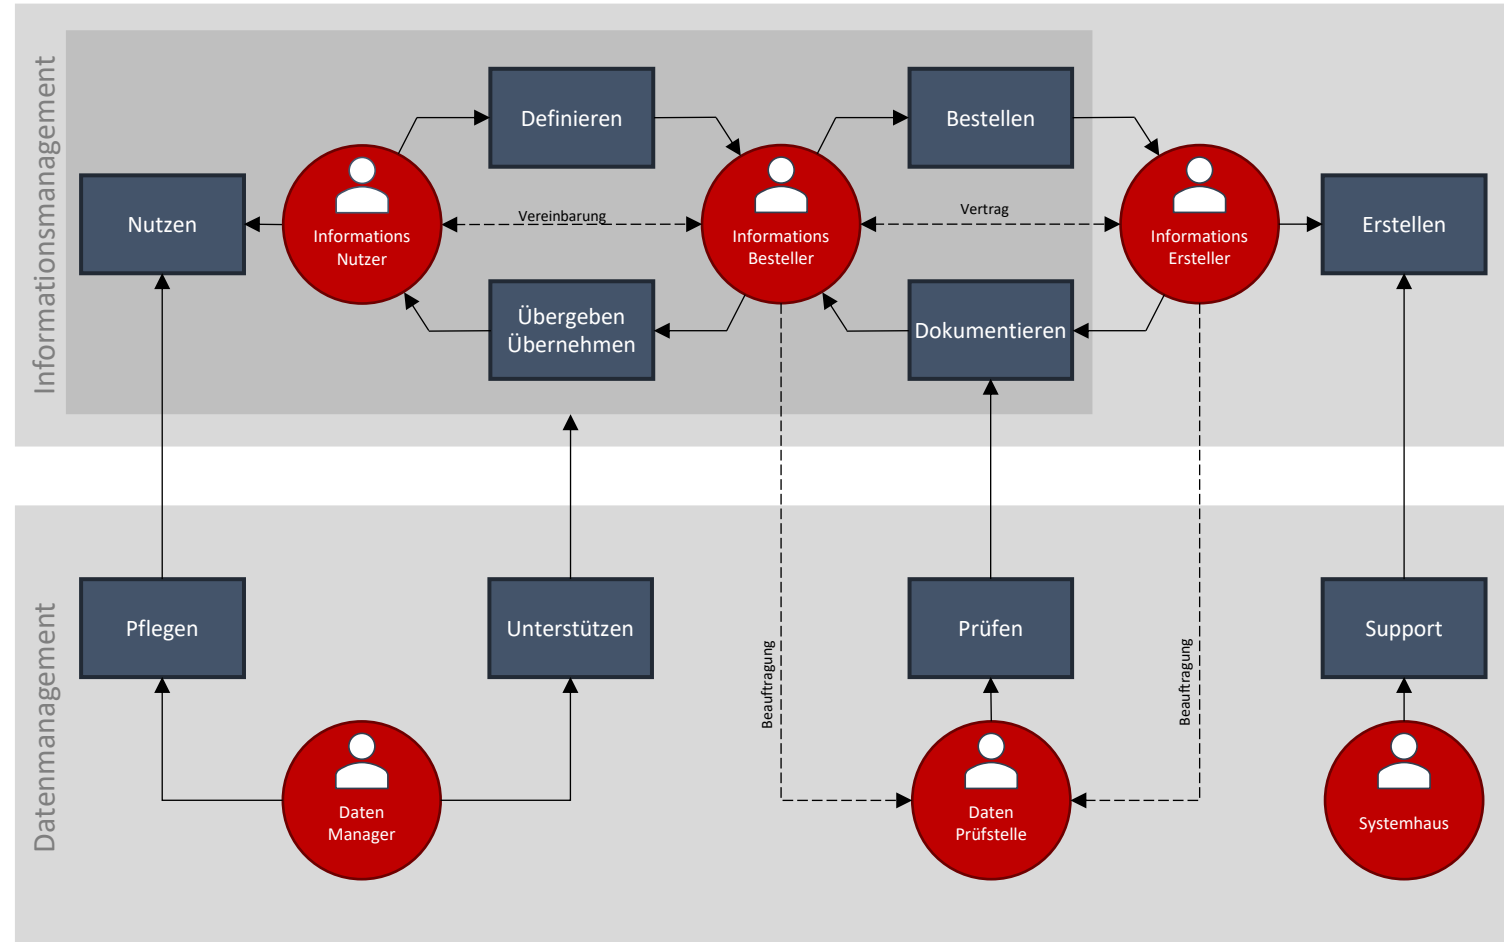 Informationsmanagement
Definieren
Bestellen
Nutzen
Informations
Nutzer
Vereinbarung
Informations
Besteller
Vertrag
Informations
Ersteller
Erstellen
Übergeben
Übernehmen
Dokumentieren
Datenmanagement
Pflegen
Unterstützen
Beauftragung
Prüfen
Beauftragung
Support
Daten
Manager
Daten
Prüfstelle
Systemhaus